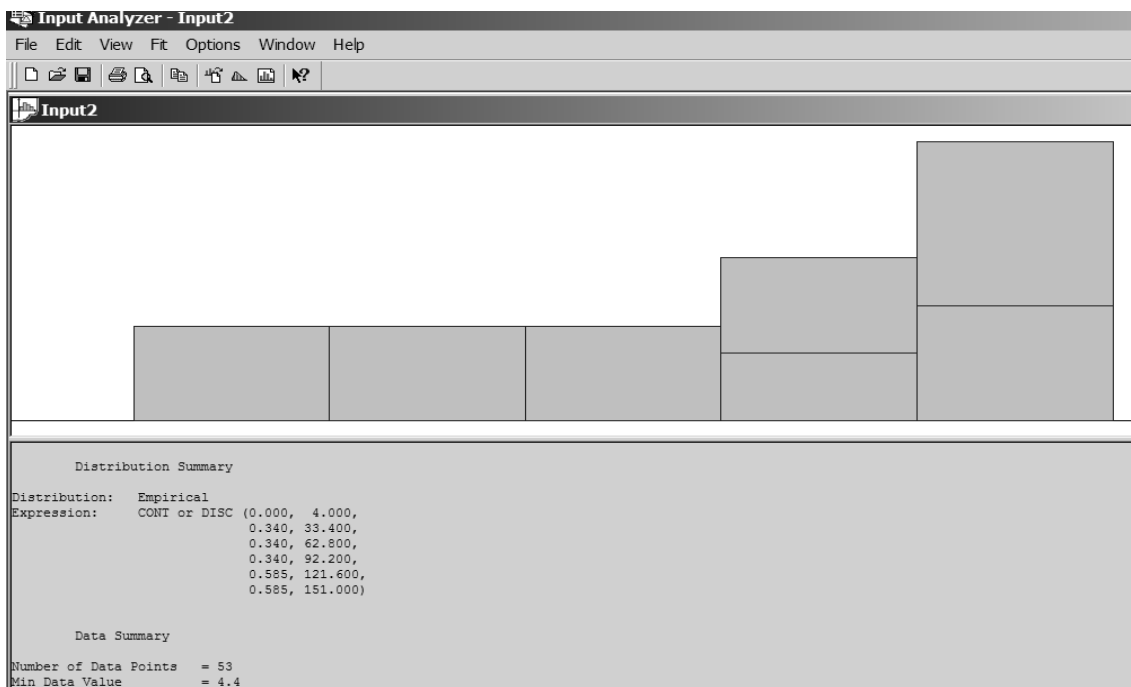 Input Analyzer - Input2
File Edit View Fit Options Window Help
Input2
Distribution Summary
Distribution: Empirical
Expression: CONT or DISC (0.000, 4.000,
0.340, 33.400,
0.340, 62.800,
0.340, 92.200,
0.585, 121.600,
0.585, 151.000)
Data Summary
Number of Data Points = 53
Min Data Value = 4.4